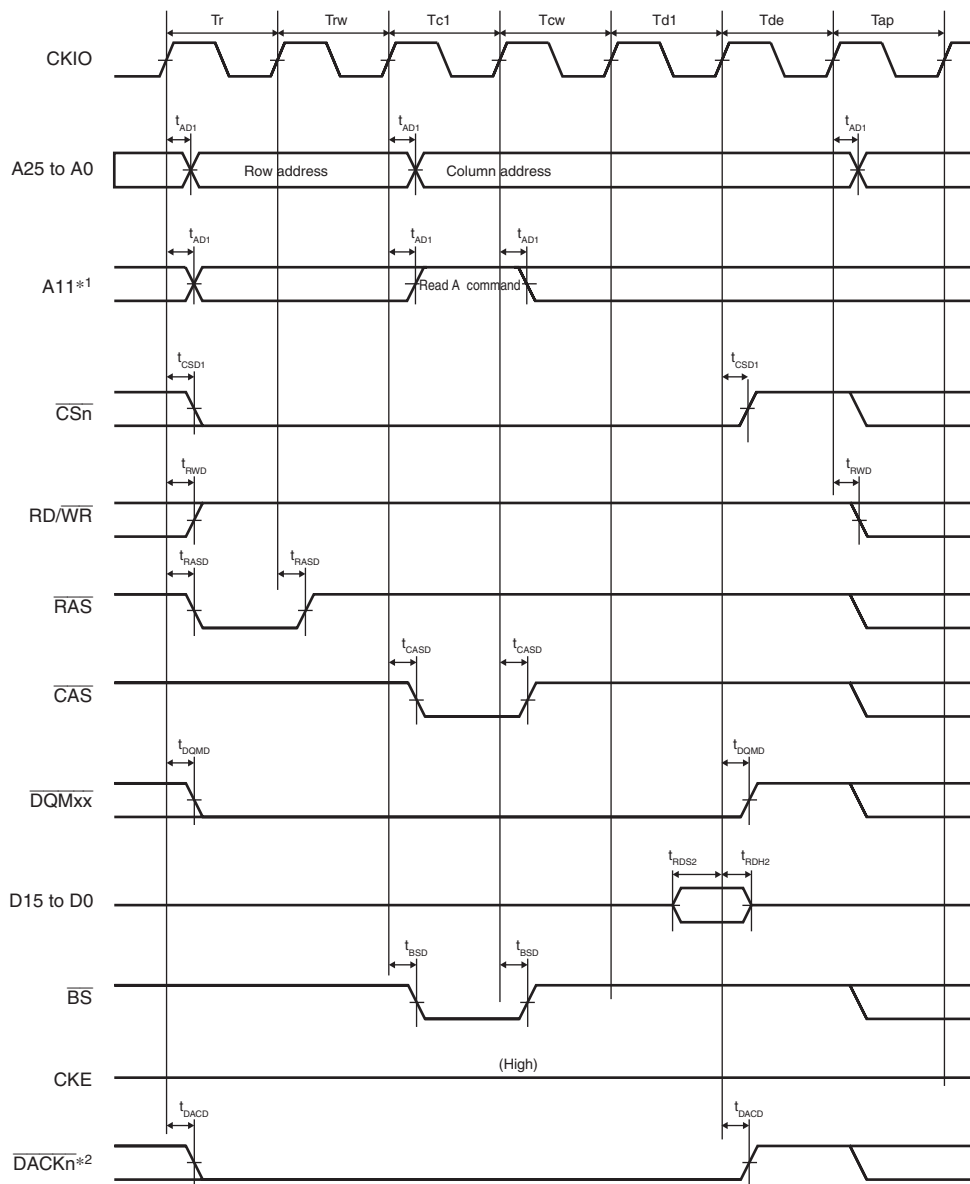 Tr Trw Tc1 Tcw Td1 Tde Tap
CKIO
tAD1 tAD1 tAD1
A25 to A0 Row address Column address
tAD1 tAD1 tAD1
A11*1 Read A command
tCSD1 tCSD1
CSn
tRWD tRWD
RD/WR
tRASD tRASD
RAS
tCASD tCASD
CAS
tDQMD tDQMD
DQMxx
tRDS2 tRDH2
D15 to D0
tBSD tBSD
BS
(High)
CKE
tDACD tDACD
DACKn*2